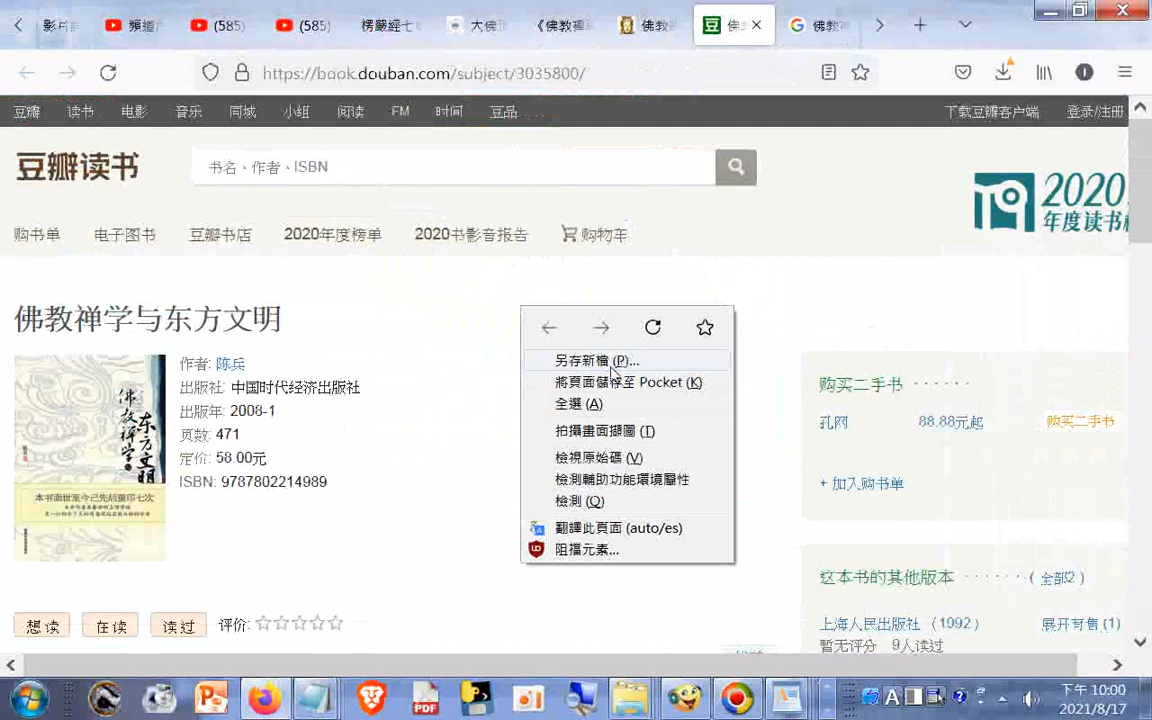 影片
頻道
(585)
(585)
楞嚴經七
大佛
《佛教禪
佛教
佛
佛教
https://book.douban.com/subject/3035800/
豆瓣 读书 电影 音乐 同城 小组 阅读 FM 时间 豆品 下载豆瓣客户端 登录/注册
豆瓣读书
书名、作者、ISBN
2020
年度读书
购书单 电子图书 豆瓣书店 2020年度榜单 2020书影音报告 购物车
佛教禅学与东方文明
作者: 陈兵
出版社: 中国时代经济出版社
出版年: 2008-1
页数: 471
定价: 58.00元
ISBN: 9787802214989
佛教禅学与
东方文明
本书面世至今已先后重印七次
另存新檔 (P)...
將頁面儲存至 Pocket (K)
全選 (A)
拍攝畫面擷圖 (I)
檢視原始碼 (V)
檢測輔助功能環境屬性
檢測 (Q)
翻譯此頁面 (auto/es)
阻擋元素...
购买二手书 · · · · · ·
孔网 88.88元起 购买二手书
+ 加入购书单
这本书的其他版本 · · · · · · ( 全部2 )
上海人民出版社 (1992) 展开有售 (1)
暂无评分 9人读过
想读 在读 读过 评价:
PDF
A
下午 10:00
2021/8/17